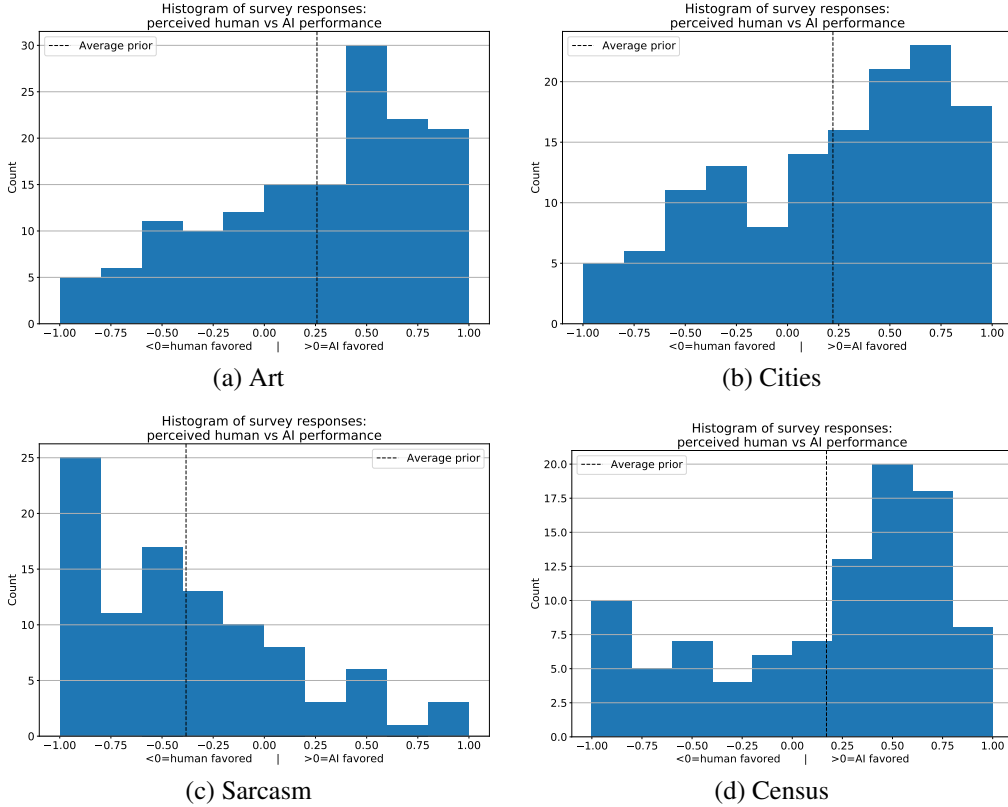 Histogram of survey responses:
perceived human vs AI performance
Average prior
30
25
20
15
10
5
0
Count
−1.00 −0.75 −0.50 −0.25 0.00 0.25 0.50 0.75 1.00
<0=human favored | >0=AI favored
(a) Art
Histogram of survey responses:
perceived human vs AI performance
Average prior
20
15
10
5
0
Count
−1.00 −0.75 −0.50 −0.25 0.00 0.25 0.50 0.75 1.00
<0=human favored | >0=AI favored
(b) Cities
Histogram of survey responses:
perceived human vs AI performance
Average prior
25
20
15
10
5
0
Count
−1.00 −0.75 −0.50 −0.25 0.00 0.25 0.50 0.75 1.00
<0=human favored | >0=AI favored
(c) Sarcasm
Histogram of survey responses:
perceived human vs AI performance
Average prior
20.0
17.5
15.0
12.5
10.0
7.5
5.0
2.5
0.0
Count
−1.00 −0.75 −0.50 −0.25 0.00 0.25 0.50 0.75 1.00
<0=human favored | >0=AI favored
(d) Census